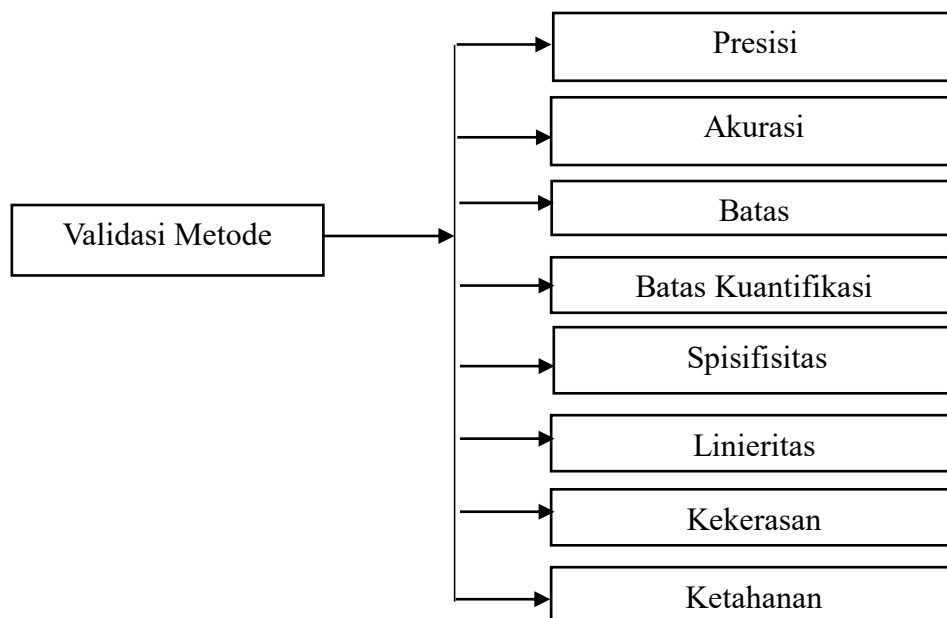 Validasi Metode
Presisi
Akurasi
Batas
Batas Kuantifikasi
Spisifisitas
Linieritas
Kekerasan
Ketahanan